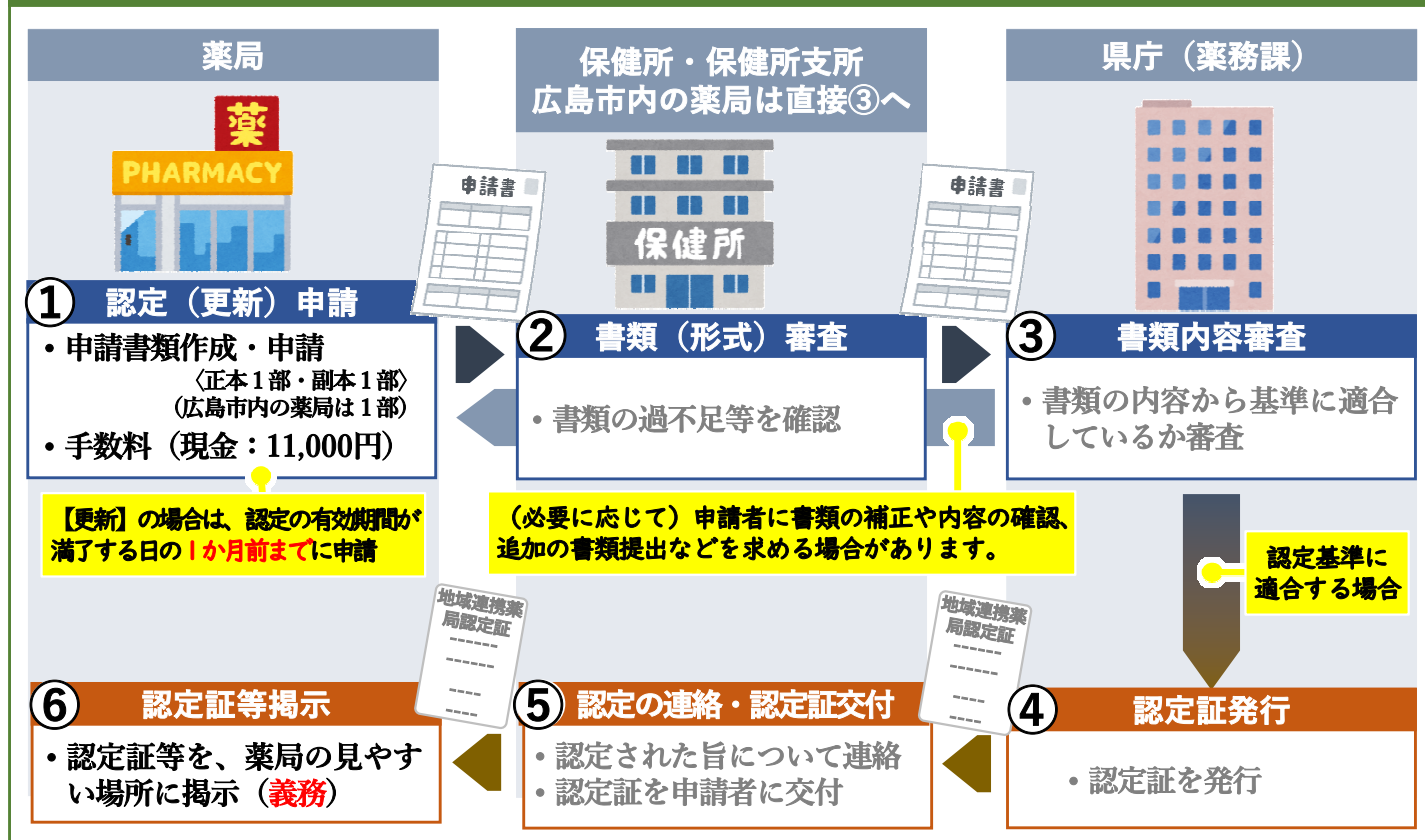 薬局
薬
PHARMACY
保健所・保健所支所
広島市内の薬局は直接③へ
保健所
県庁（薬務課）
申請書
申請書
① 認定（更新）申請
・申請書類作成・申請
〈正本１部・副本１部〉
（広島市内の薬局は１部）
・手数料（現金：11,000円）
【更新】の場合は、認定の有効期間が
満了する日の1か月前までに申請
② 書類（形式）審査
・書類の過不足等を確認
（必要に応じて）申請者に書類の補正や内容の確認、
追加の書類提出などを求める場合があります。
③ 書類内容審査
・書類の内容から基準に適合
しているか審査
認定基準に
適合する場合
④ 認定証発行
・認定証を発行
地域連携薬
局認定証
⑤ 認定の連絡・認定証交付
・認定された旨について連絡
・認定証を申請者に交付
地域連携薬
局認定証
⑥ 認定証等掲示
・認定証等を、薬局の見やす
い場所に掲示（義務）